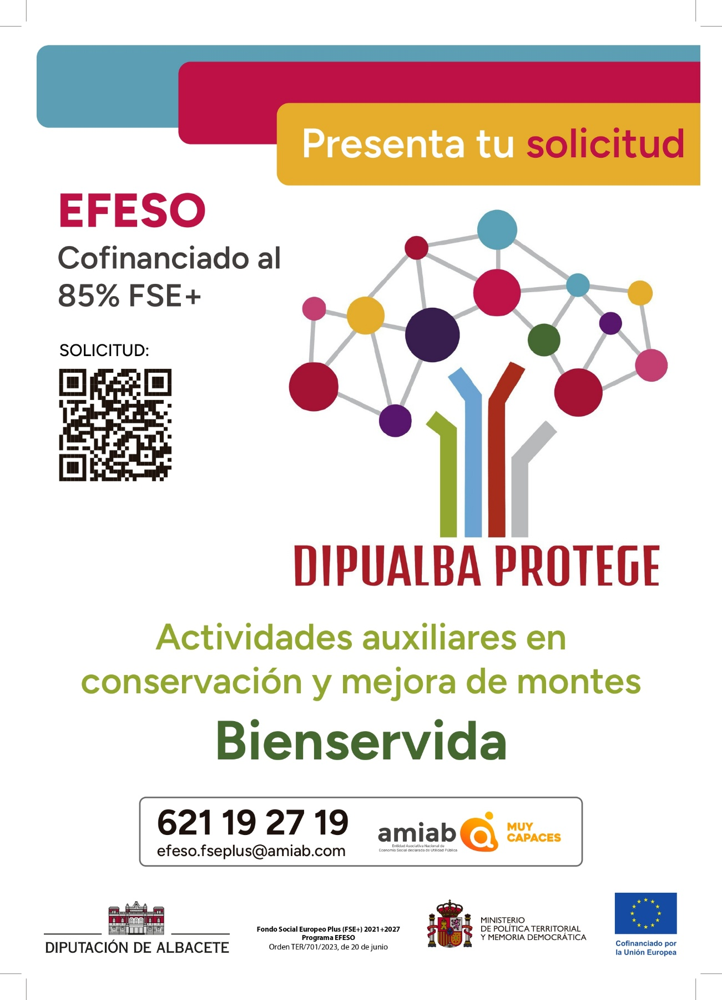 Presenta tu solicitud
EFESO
Cofinanciado al
85% FSE+
SOLICITUD:
DIPUALBA PROTEGE
Actividades auxiliares en
conservación y mejora de montes
Bienservida
621 19 27 19
efeso.fseplus@amiab.com
amiab
Entidad Asociativa Nacional de
Economía Social declarada de Utilidad Pública
MUY
CAPACES
DIPUTACIÓN DE ALBACETE
Fondo Social Europeo Plus (FSE+) 2021+2027
Programa EFESO
Orden TER/701/2023, de 20 de junio
MINISTERIO
DE POLÍTICA TERRITORIAL
Y MEMORIA DEMOCRÁTICA
Cofinanciado por
la Unión Europea